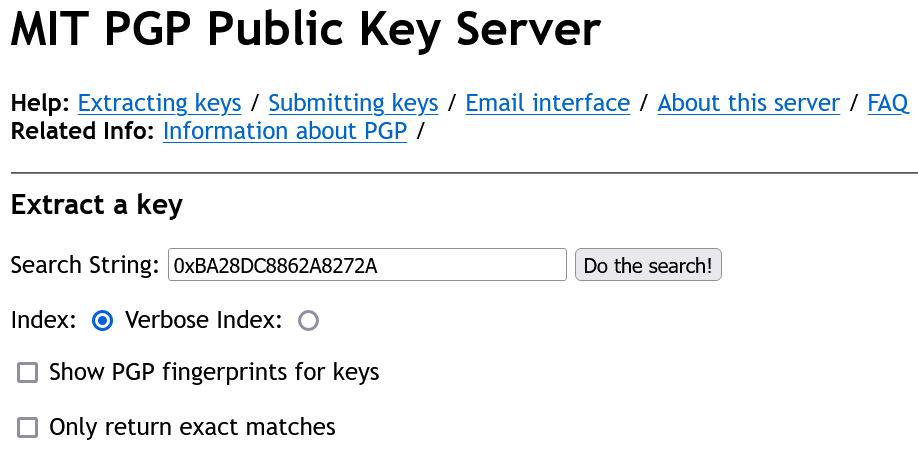 MIT PGP Public Key Server
Help: Extracting keys / Submitting keys / Email interface / About this server / FAQ
Related Info: Information about PGP /
Extract a key
Search String: 0xBA28DC8862A8272A Do the search!
Index: Verbose Index:
Show PGP fingerprints for keys
Only return exact matches